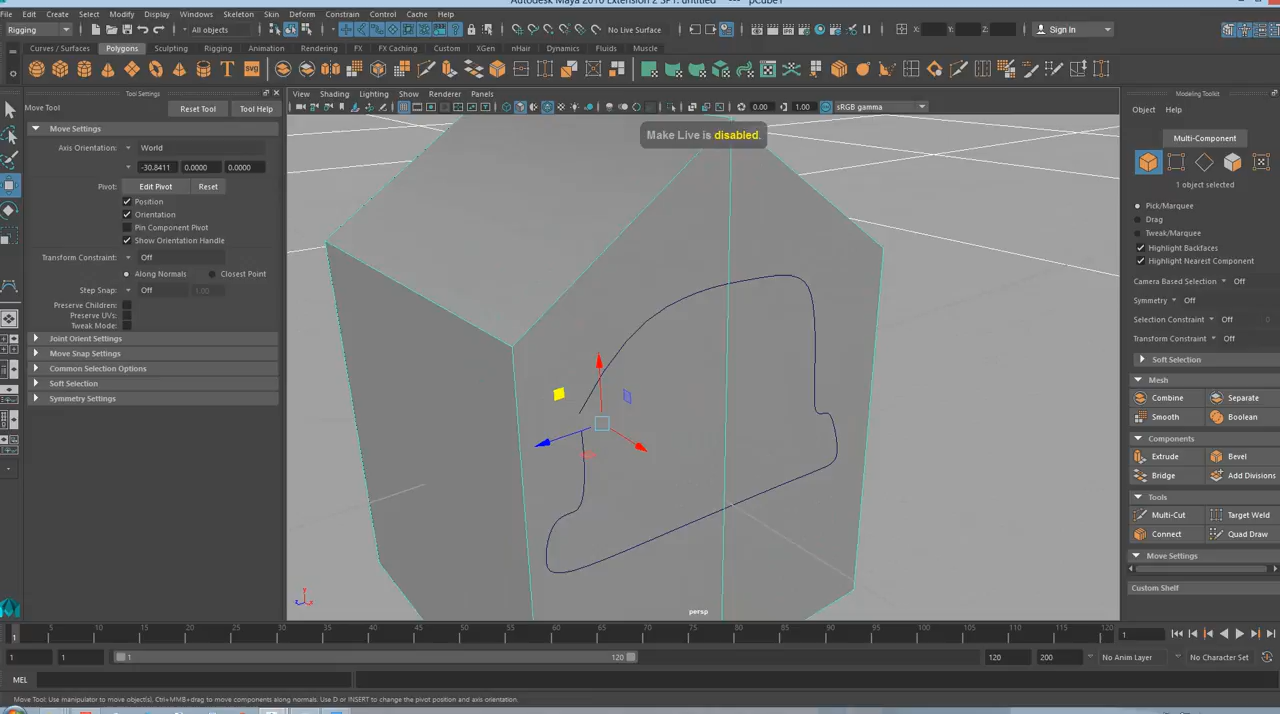 Autodesk Maya 2016 Extension 2 SP1: untitled --- pCube1
File Edit Create Select Modify Display Windows Skeleton Skin Deform Constrain Control Cache Help
Rigging All objects No Live Surface X: Y: Z: Sign In
Curves / Surfaces Polygons Sculpting Rigging Animation Rendering FX FX Caching Custom XGen nHair Dynamics Fluids Muscle
SVG
Tool Settings
Move Tool Reset Tool Tool Help
Move Settings
Axis Orientation: World
-30.8411 0.0000 0.0000
Pivot: Edit Pivot Reset
Position
Orientation
Pin Component Pivot
Show Orientation Handle
Transform Constraint: Off
Along Normals Closest Point
Step Snap: Off 1.00
Preserve Children:
Preserve UVs:
Tweak Mode:
Joint Orient Settings
Move Snap Settings
Common Selection Options
Soft Selection
Symmetry Settings
View Shading Lighting Show Renderer Panels
0.00 1.00 sRGB gamma
Make Live is disabled.
persp
Modeling Toolkit
Object Help
Multi-Component
1 object selected
Pick/Marquee
Drag
Tweak/Marquee
Highlight Backfaces
Highlight Nearest Component
Camera Based Selection Off
Symmetry Off
Selection Constraint Off
Transform Constraint Off
Soft Selection
Mesh
Combine Separate
Smooth Boolean
Components
Extrude Bevel
Bridge Add Divisions
Tools
Multi-Cut Target Weld
Connect Quad Draw
Move Settings
Custom Shelf
1 5 10 15 20 25 30 35 40 45 50 55 60 65 70 75 80 85 90 95 100 105 110 115 120 1
1 1 1 120 120 200 No Anim Layer No Character Set
MEL
Move Tool: Use manipulator to move object(s). Ctrl+MMB+drag to move components along normals. Use D or INSERT to change the pivot position and axis orientation.